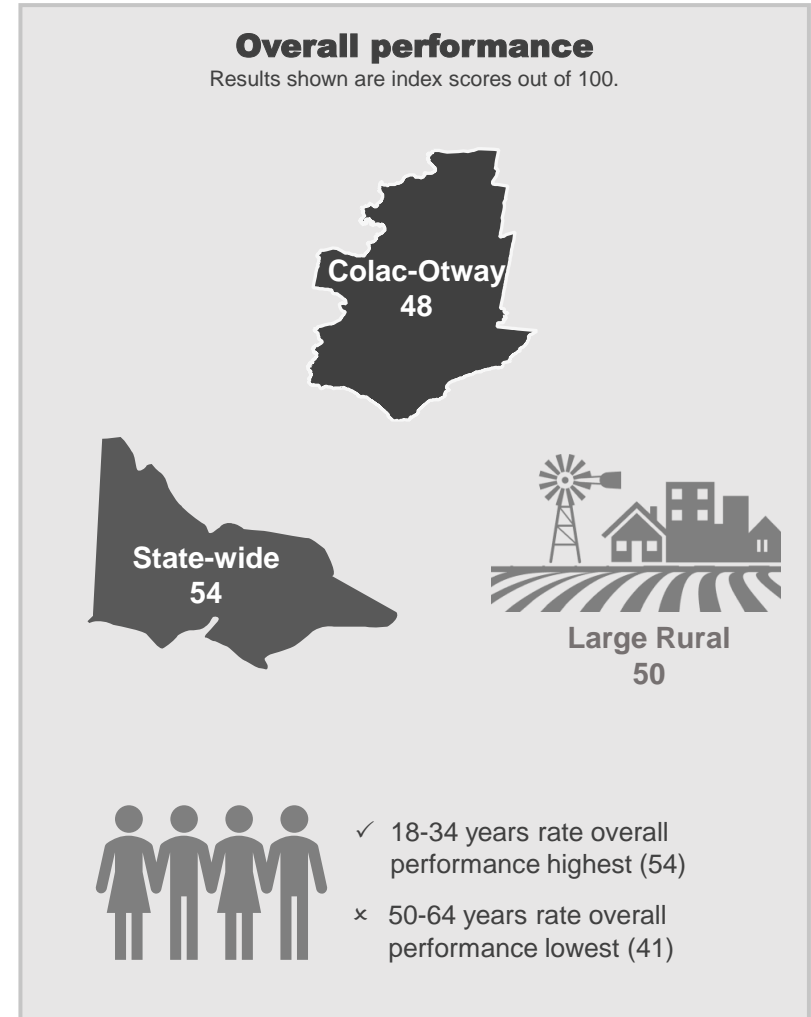 Overall performance
Results shown are index scores out of 100.
Colac-Otway
48
State-wide
54
Large Rural
50
✓ 18-34 years rate overall
performance highest (54)
× 50-64 years rate overall
performance lowest (41)